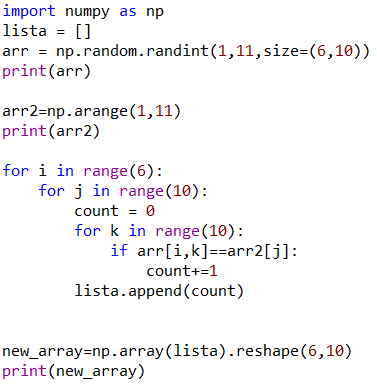 import numpy as np
lista = []
arr = np.random.randint(1,11,size=(6,10))
print(arr)

arr2=np.arange(1,11)
print(arr2)

for i in range(6):
    for j in range(10):
        count = 0
        for k in range(10):
            if arr[i,k]==arr2[j]:
                count+=1
        lista.append(count)


new_array=np.array(lista).reshape(6,10)
print(new_array)